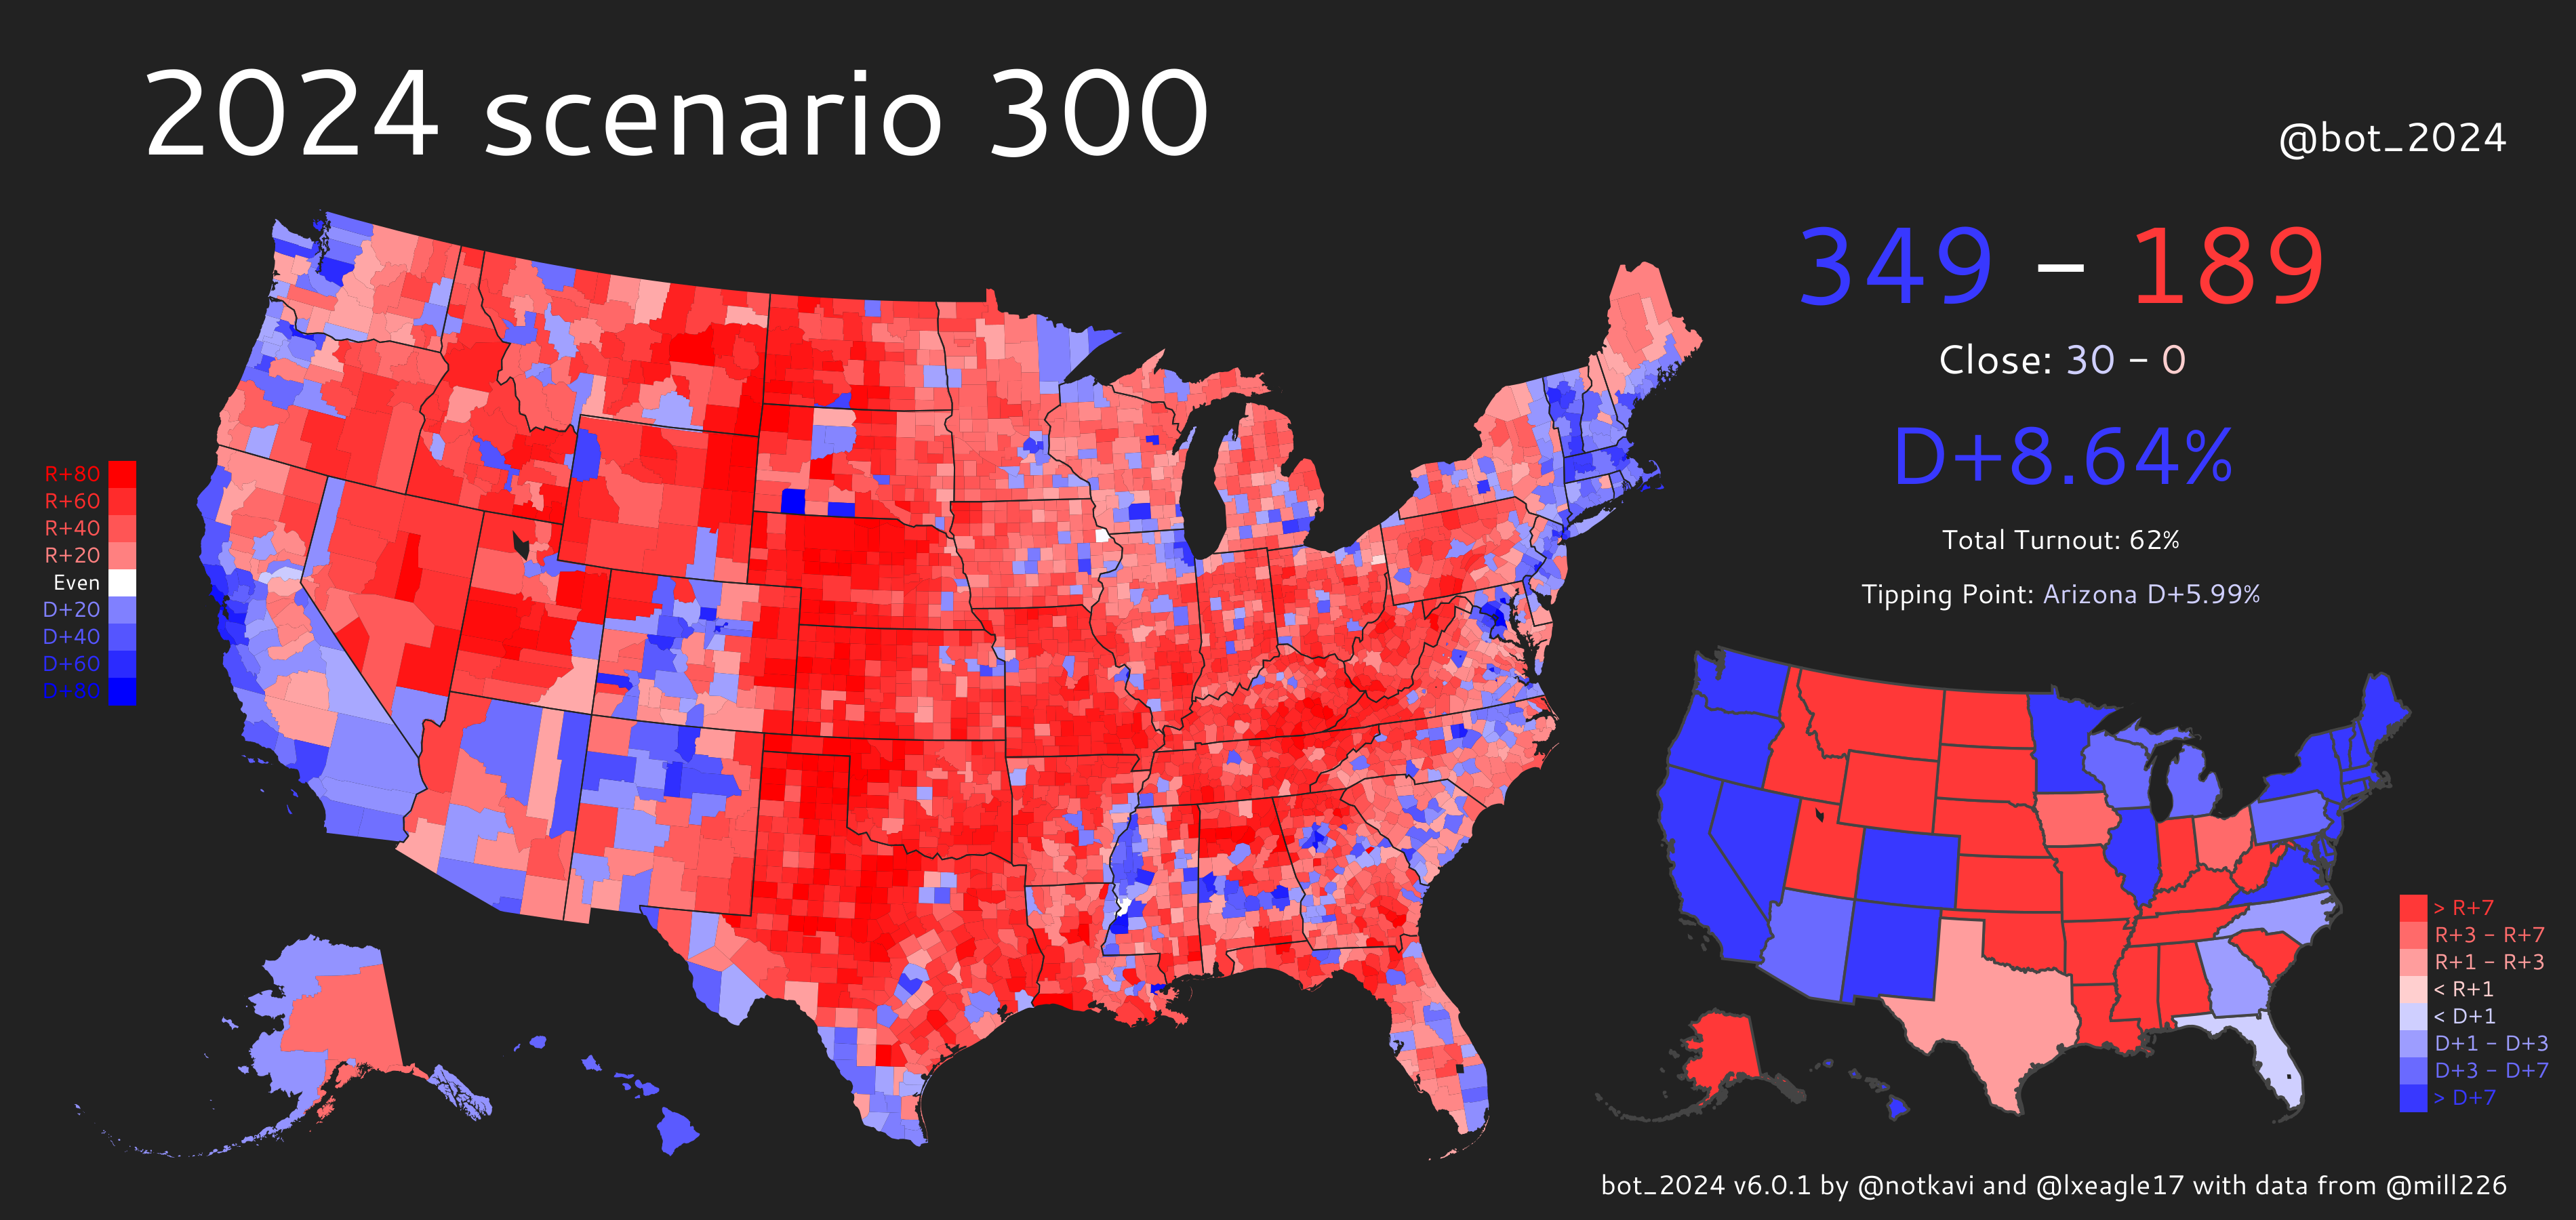 2024 scenario 300
@bot_2024
349 – 189
Close: 30 – 0
D+8.64%
Total Turnout: 62%
Tipping Point: Arizona D+5.99%
R+80
R+60
R+40
R+20
Even
D+20
D+40
D+60
D+80
> R+7
R+3 – R+7
R+1 – R+3
< R+1
< D+1
D+1 – D+3
D+3 – D+7
> D+7
bot_2024 v6.0.1 by @notkavi and @lxeagle17 with data from @mill226